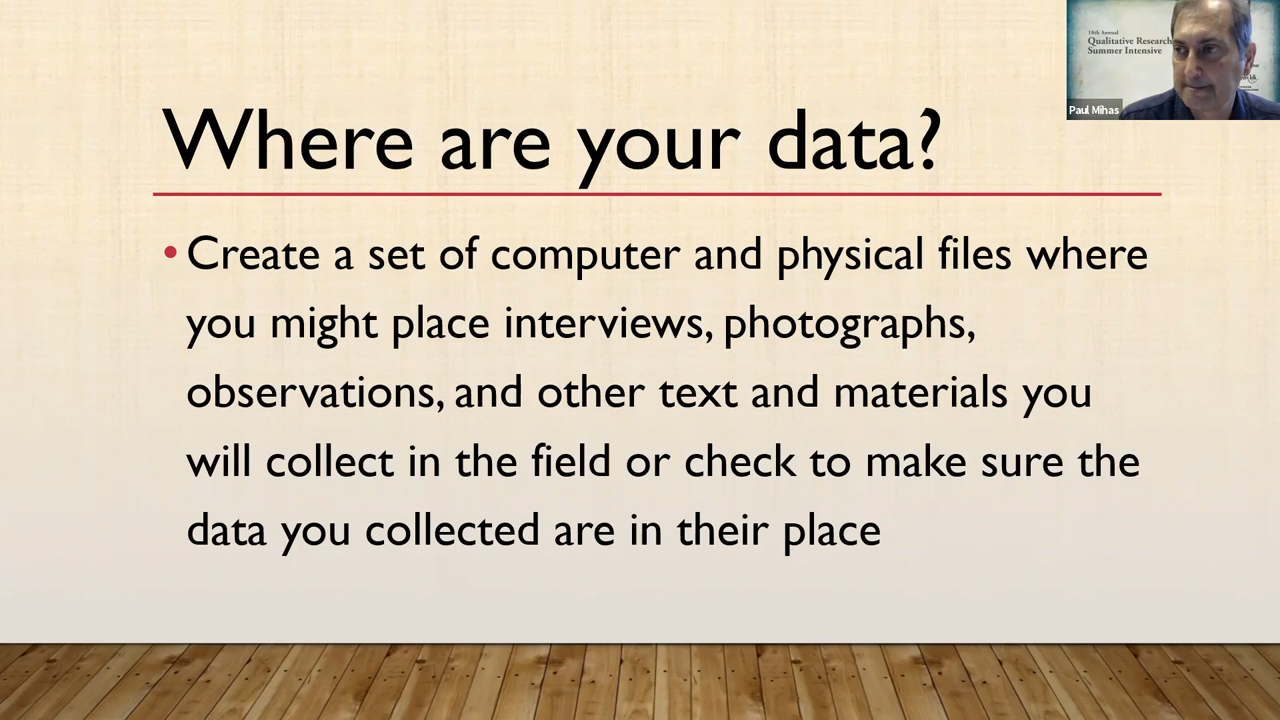 18th Annual
Qualitative Research
Summer Intensive
Paul Mihas
Where are your data?
• Create a set of computer and physical files where
you might place interviews, photographs,
observations, and other text and materials you
will collect in the field or check to make sure the
data you collected are in their place